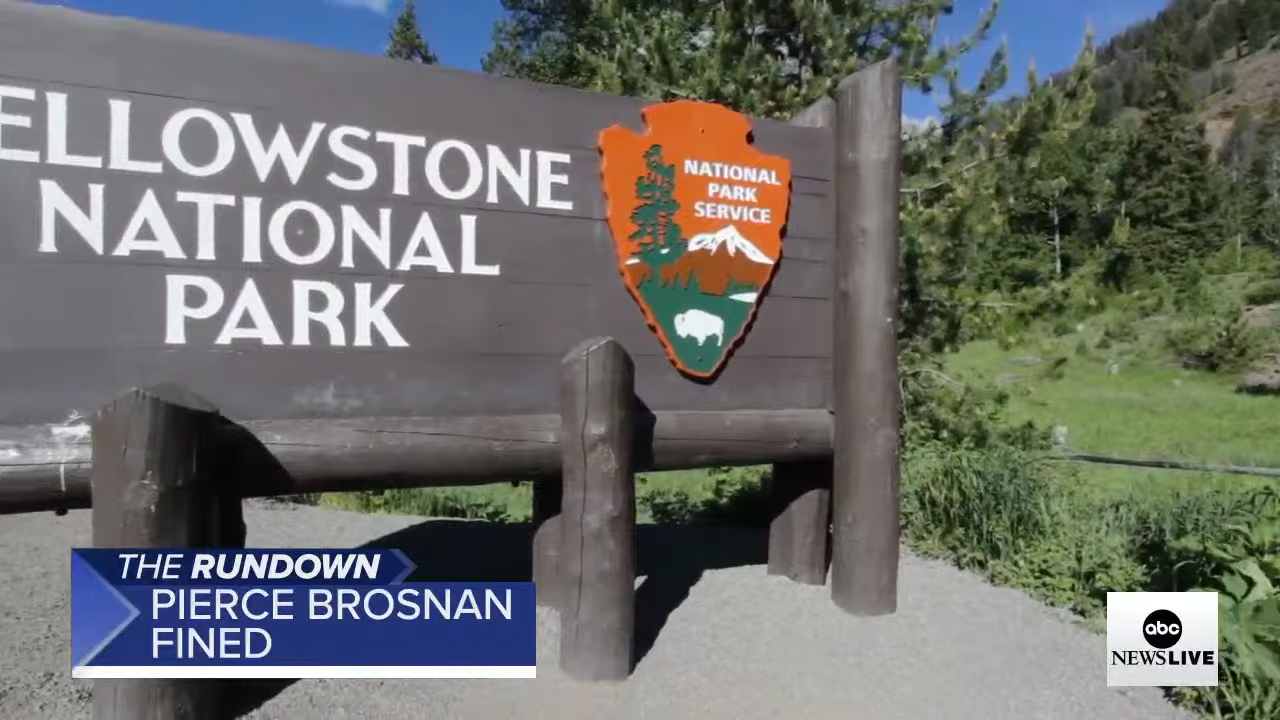 ELLOWSTONE
NATIONAL
PARK
NATIONAL
PARK
SERVICE
THE RUNDOWN
PIERCE BROSNAN
FINED
abc
NEWSLIVE